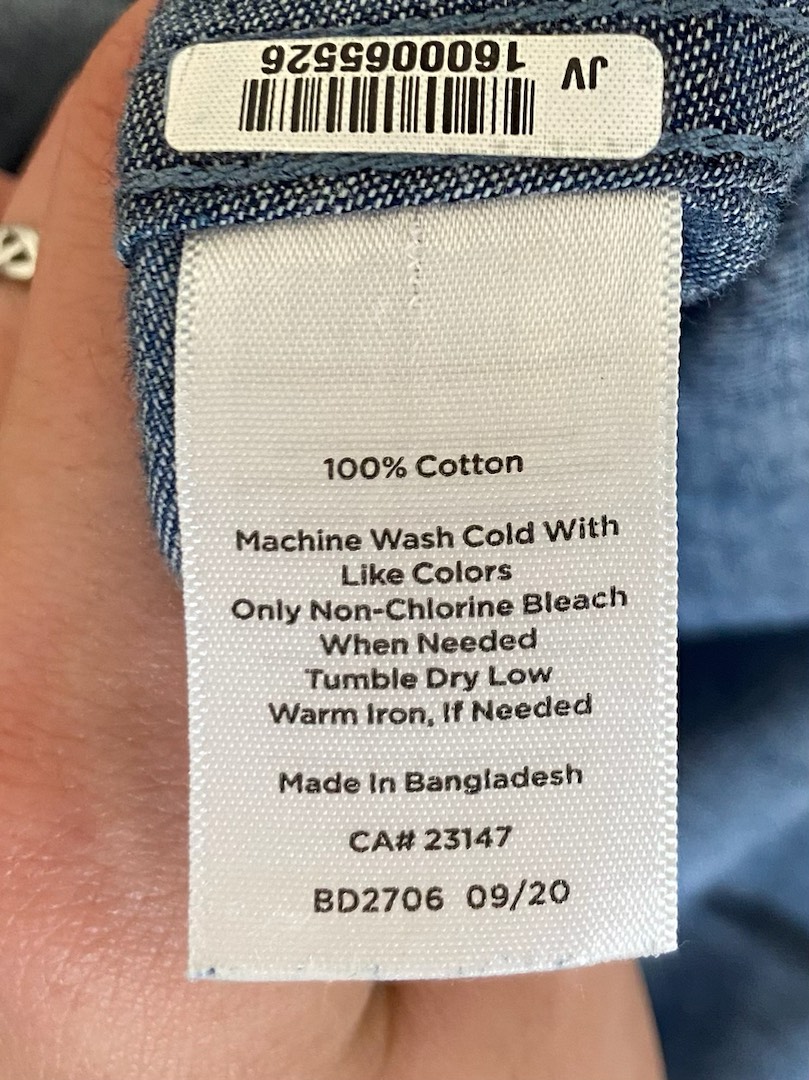 JV
1600065526
100% Cotton
Machine Wash Cold With
Like Colors
Only Non-Chlorine Bleach
When Needed
Tumble Dry Low
Warm Iron, If Needed
Made In Bangladesh
CA# 23147
BD2706 09/20